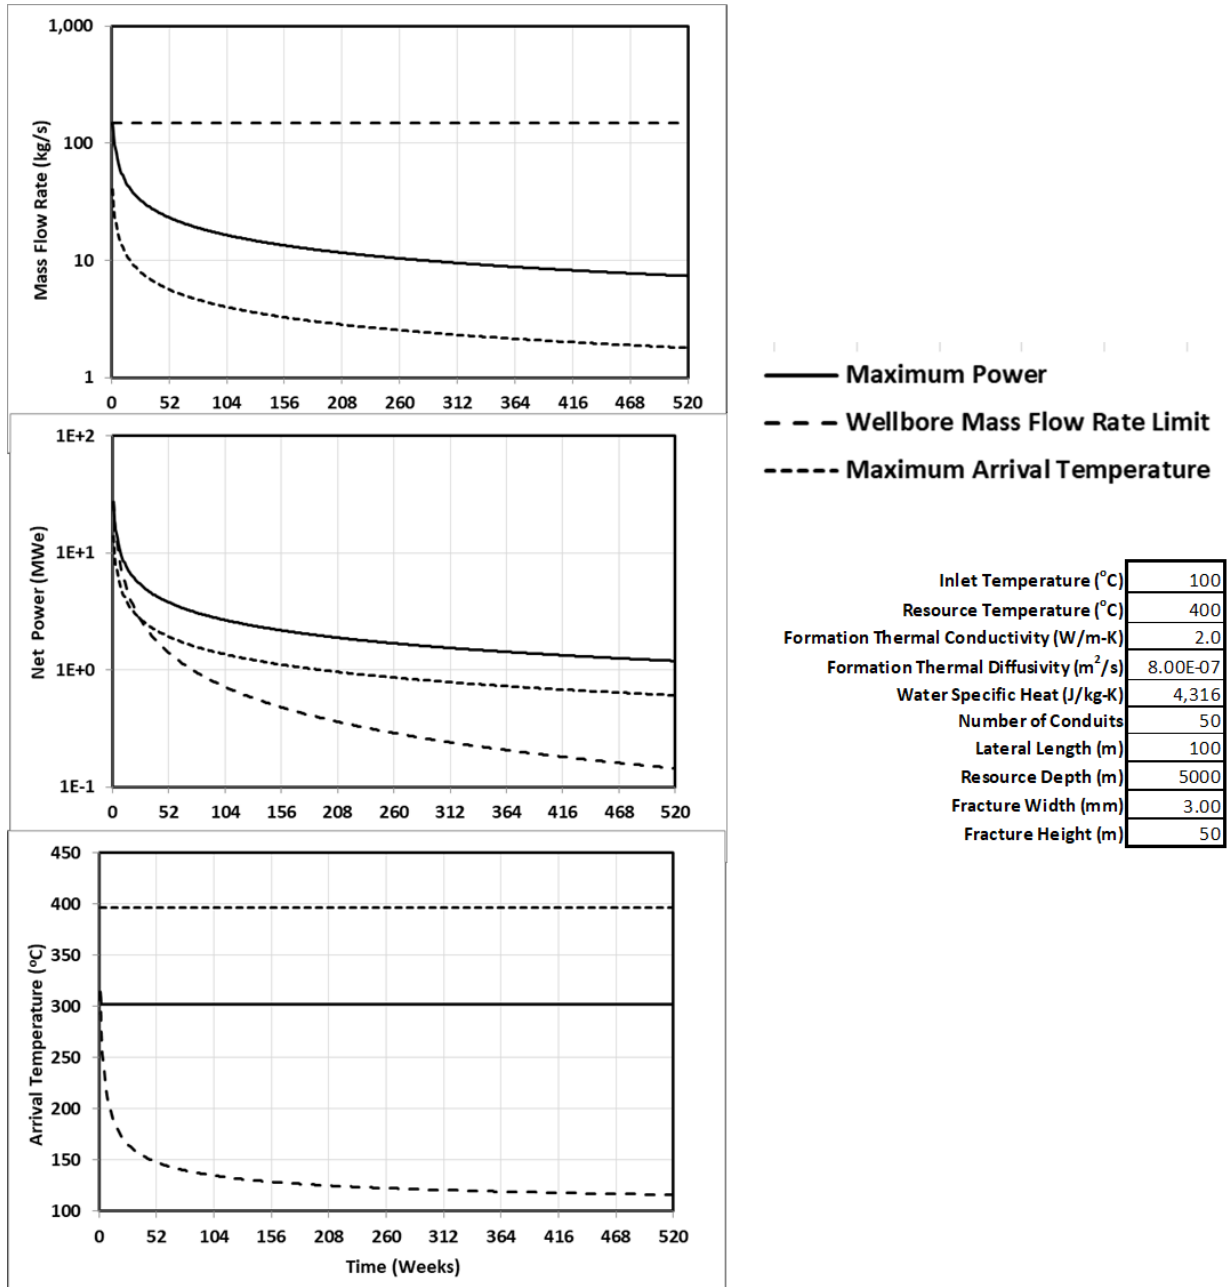 1,000
100
10
1
Mass Flow Rate (kg/s)
0 52 104 156 208 260 312 364 416 468 520
1E+2
1E+1
1E+0
1E-1
Net Power (MWe)
0 52 104 156 208 260 312 364 416 468 520
450
400
350
300
250
200
150
100
Arrival Temperature (°C)
0 52 104 156 208 260 312 364 416 468 520
Time (Weeks)
Maximum Power
Wellbore Mass Flow Rate Limit
Maximum Arrival Temperature
Inlet Temperature (°C) 100
Resource Temperature (°C) 400
Formation Thermal Conductivity (W/m-K) 2.0
Formation Thermal Diffusivity (m²/s) 8.00E-07
Water Specific Heat (J/kg-K) 4,316
Number of Conduits 50
Lateral Length (m) 100
Resource Depth (m) 5000
Fracture Width (mm) 3.00
Fracture Height (m) 50